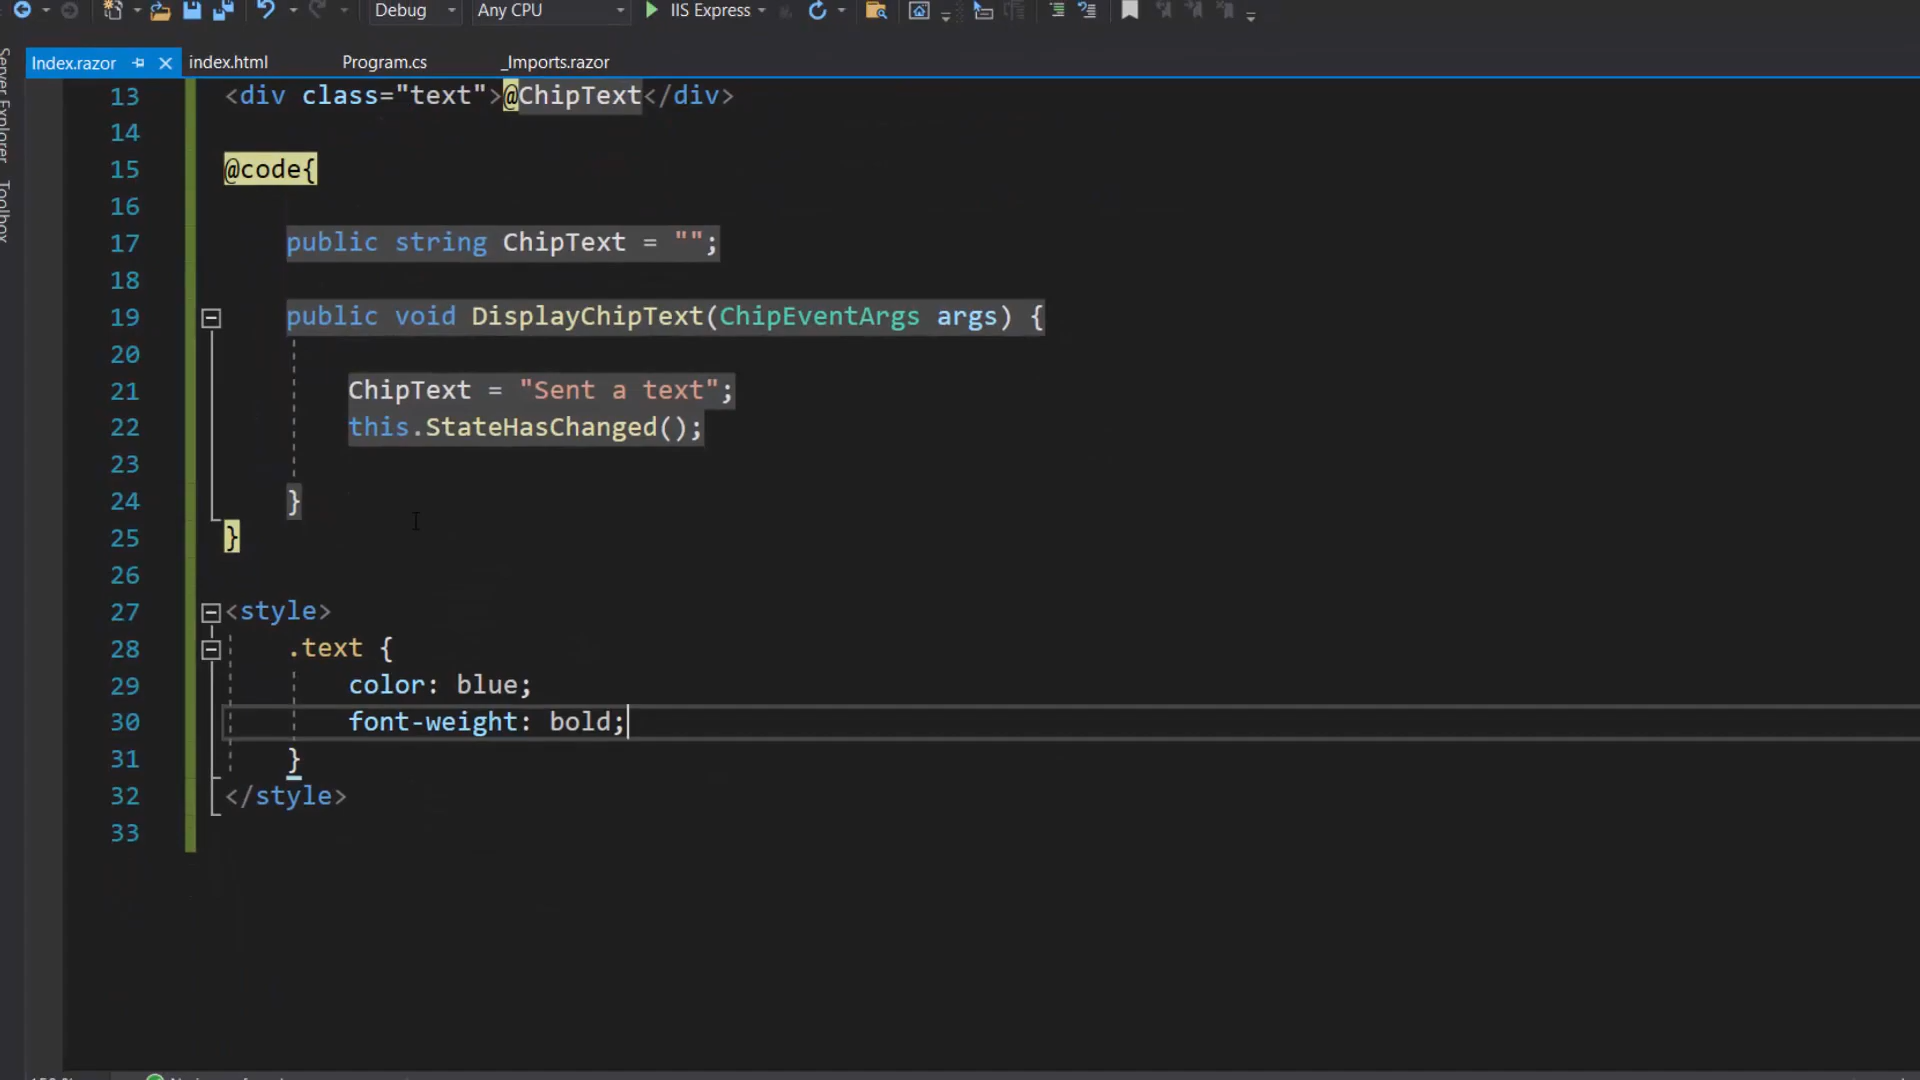 Debug Any CPU IIS Express
Server Explorer
Toolbox
Index.razor index.html Program.cs _Imports.razor
13 <div class="text">@ChipText</div>
14
15 @code{
16
17 public string ChipText = "";
18
19 public void DisplayChipText(ChipEventArgs args) {
20
21 ChipText = "Sent a text";
22 this.StateHasChanged();
23
24 }
25 }
26
27 <style>
28 .text {
29 color: blue;
30 font-weight: bold;
31 }
32 </style>
33